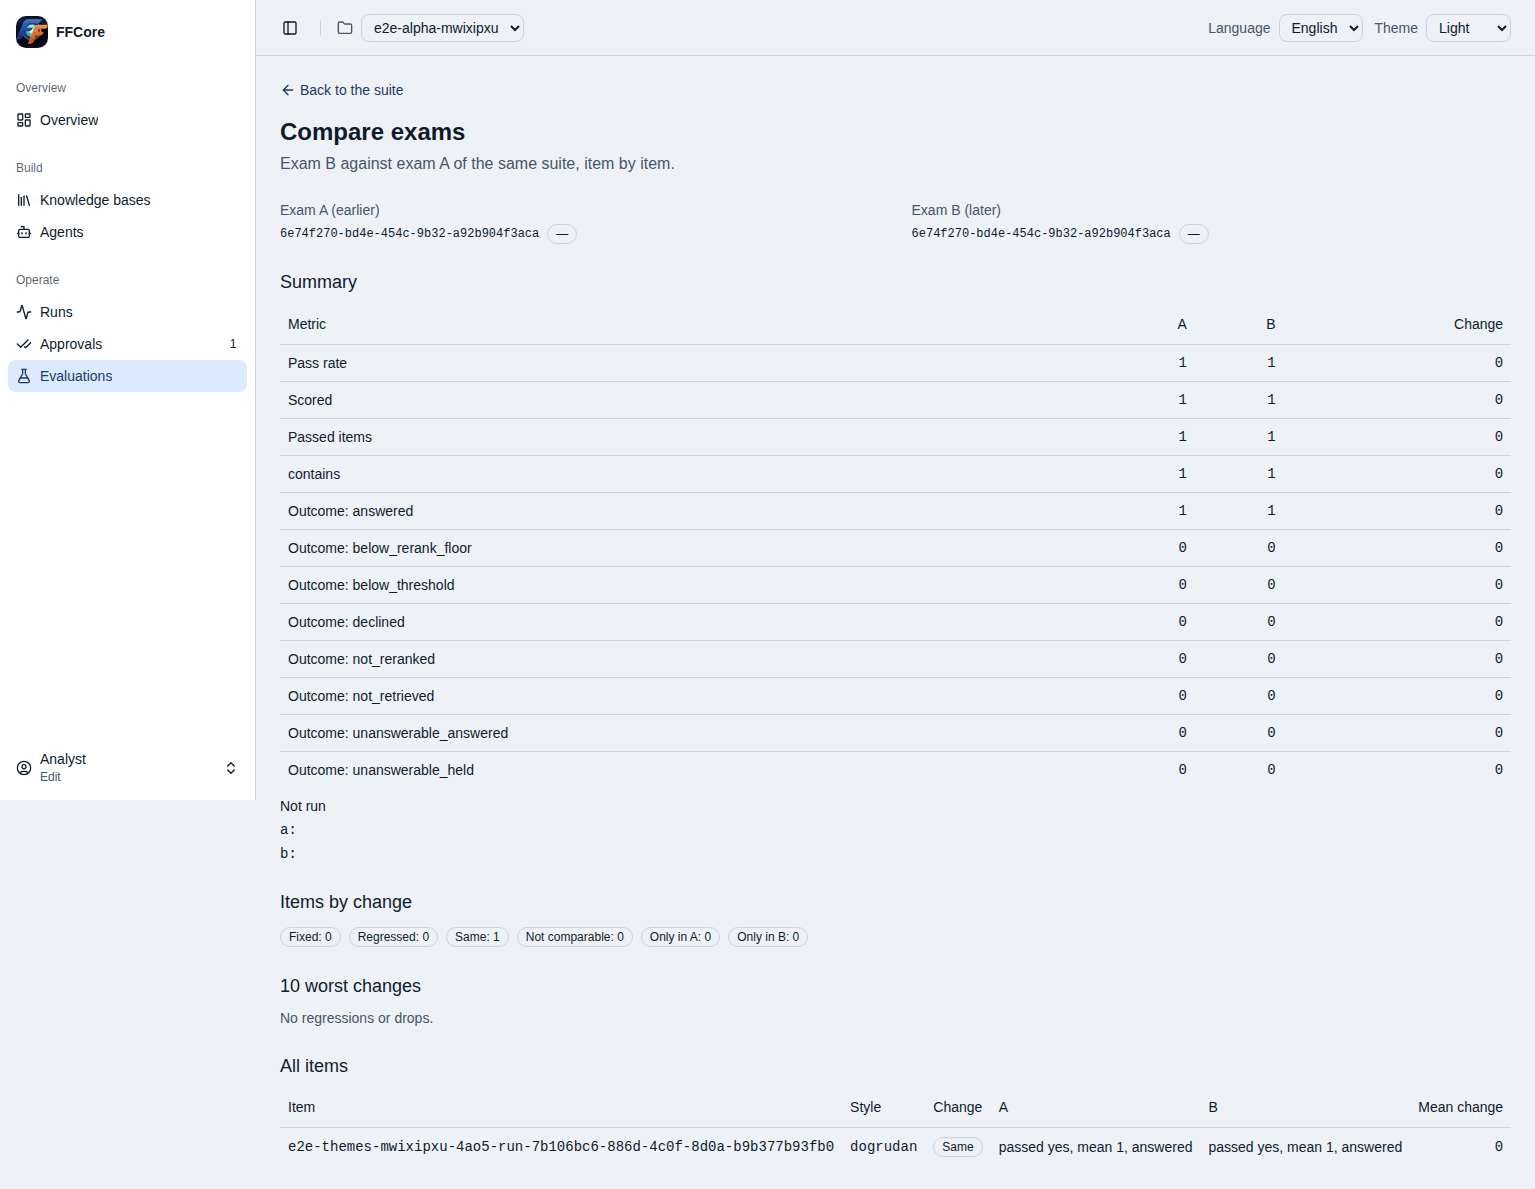 FFCore
e2e-alpha-mwixipxu
Language English Theme Light
Overview
Overview
Build
Knowledge bases
Agents
Operate
Runs
Approvals 1
Evaluations
Analyst
Edit
Back to the suite
Compare exams
Exam B against exam A of the same suite, item by item.
Exam A (earlier)
6e74f270-bd4e-454c-9b32-a92b904f3aca —
Exam B (later)
6e74f270-bd4e-454c-9b32-a92b904f3aca —
Summary
Metric A B Change
Pass rate 1 1 0
Scored 1 1 0
Passed items 1 1 0
contains 1 1 0
Outcome: answered 1 1 0
Outcome: below_rerank_floor 0 0 0
Outcome: below_threshold 0 0 0
Outcome: declined 0 0 0
Outcome: not_reranked 0 0 0
Outcome: not_retrieved 0 0 0
Outcome: unanswerable_answered 0 0 0
Outcome: unanswerable_held 0 0 0
Not run
a:
b:
Items by change
Fixed: 0 Regressed: 0 Same: 1 Not comparable: 0 Only in A: 0 Only in B: 0
10 worst changes
No regressions or drops.
All items
Item Style Change A B Mean change
e2e-themes-mwixipxu-4ao5-run-7b106bc6-886d-4c0f-8d0a-b9b377b93fb0 dogrudan Same passed yes, mean 1, answered passed yes, mean 1, answered 0